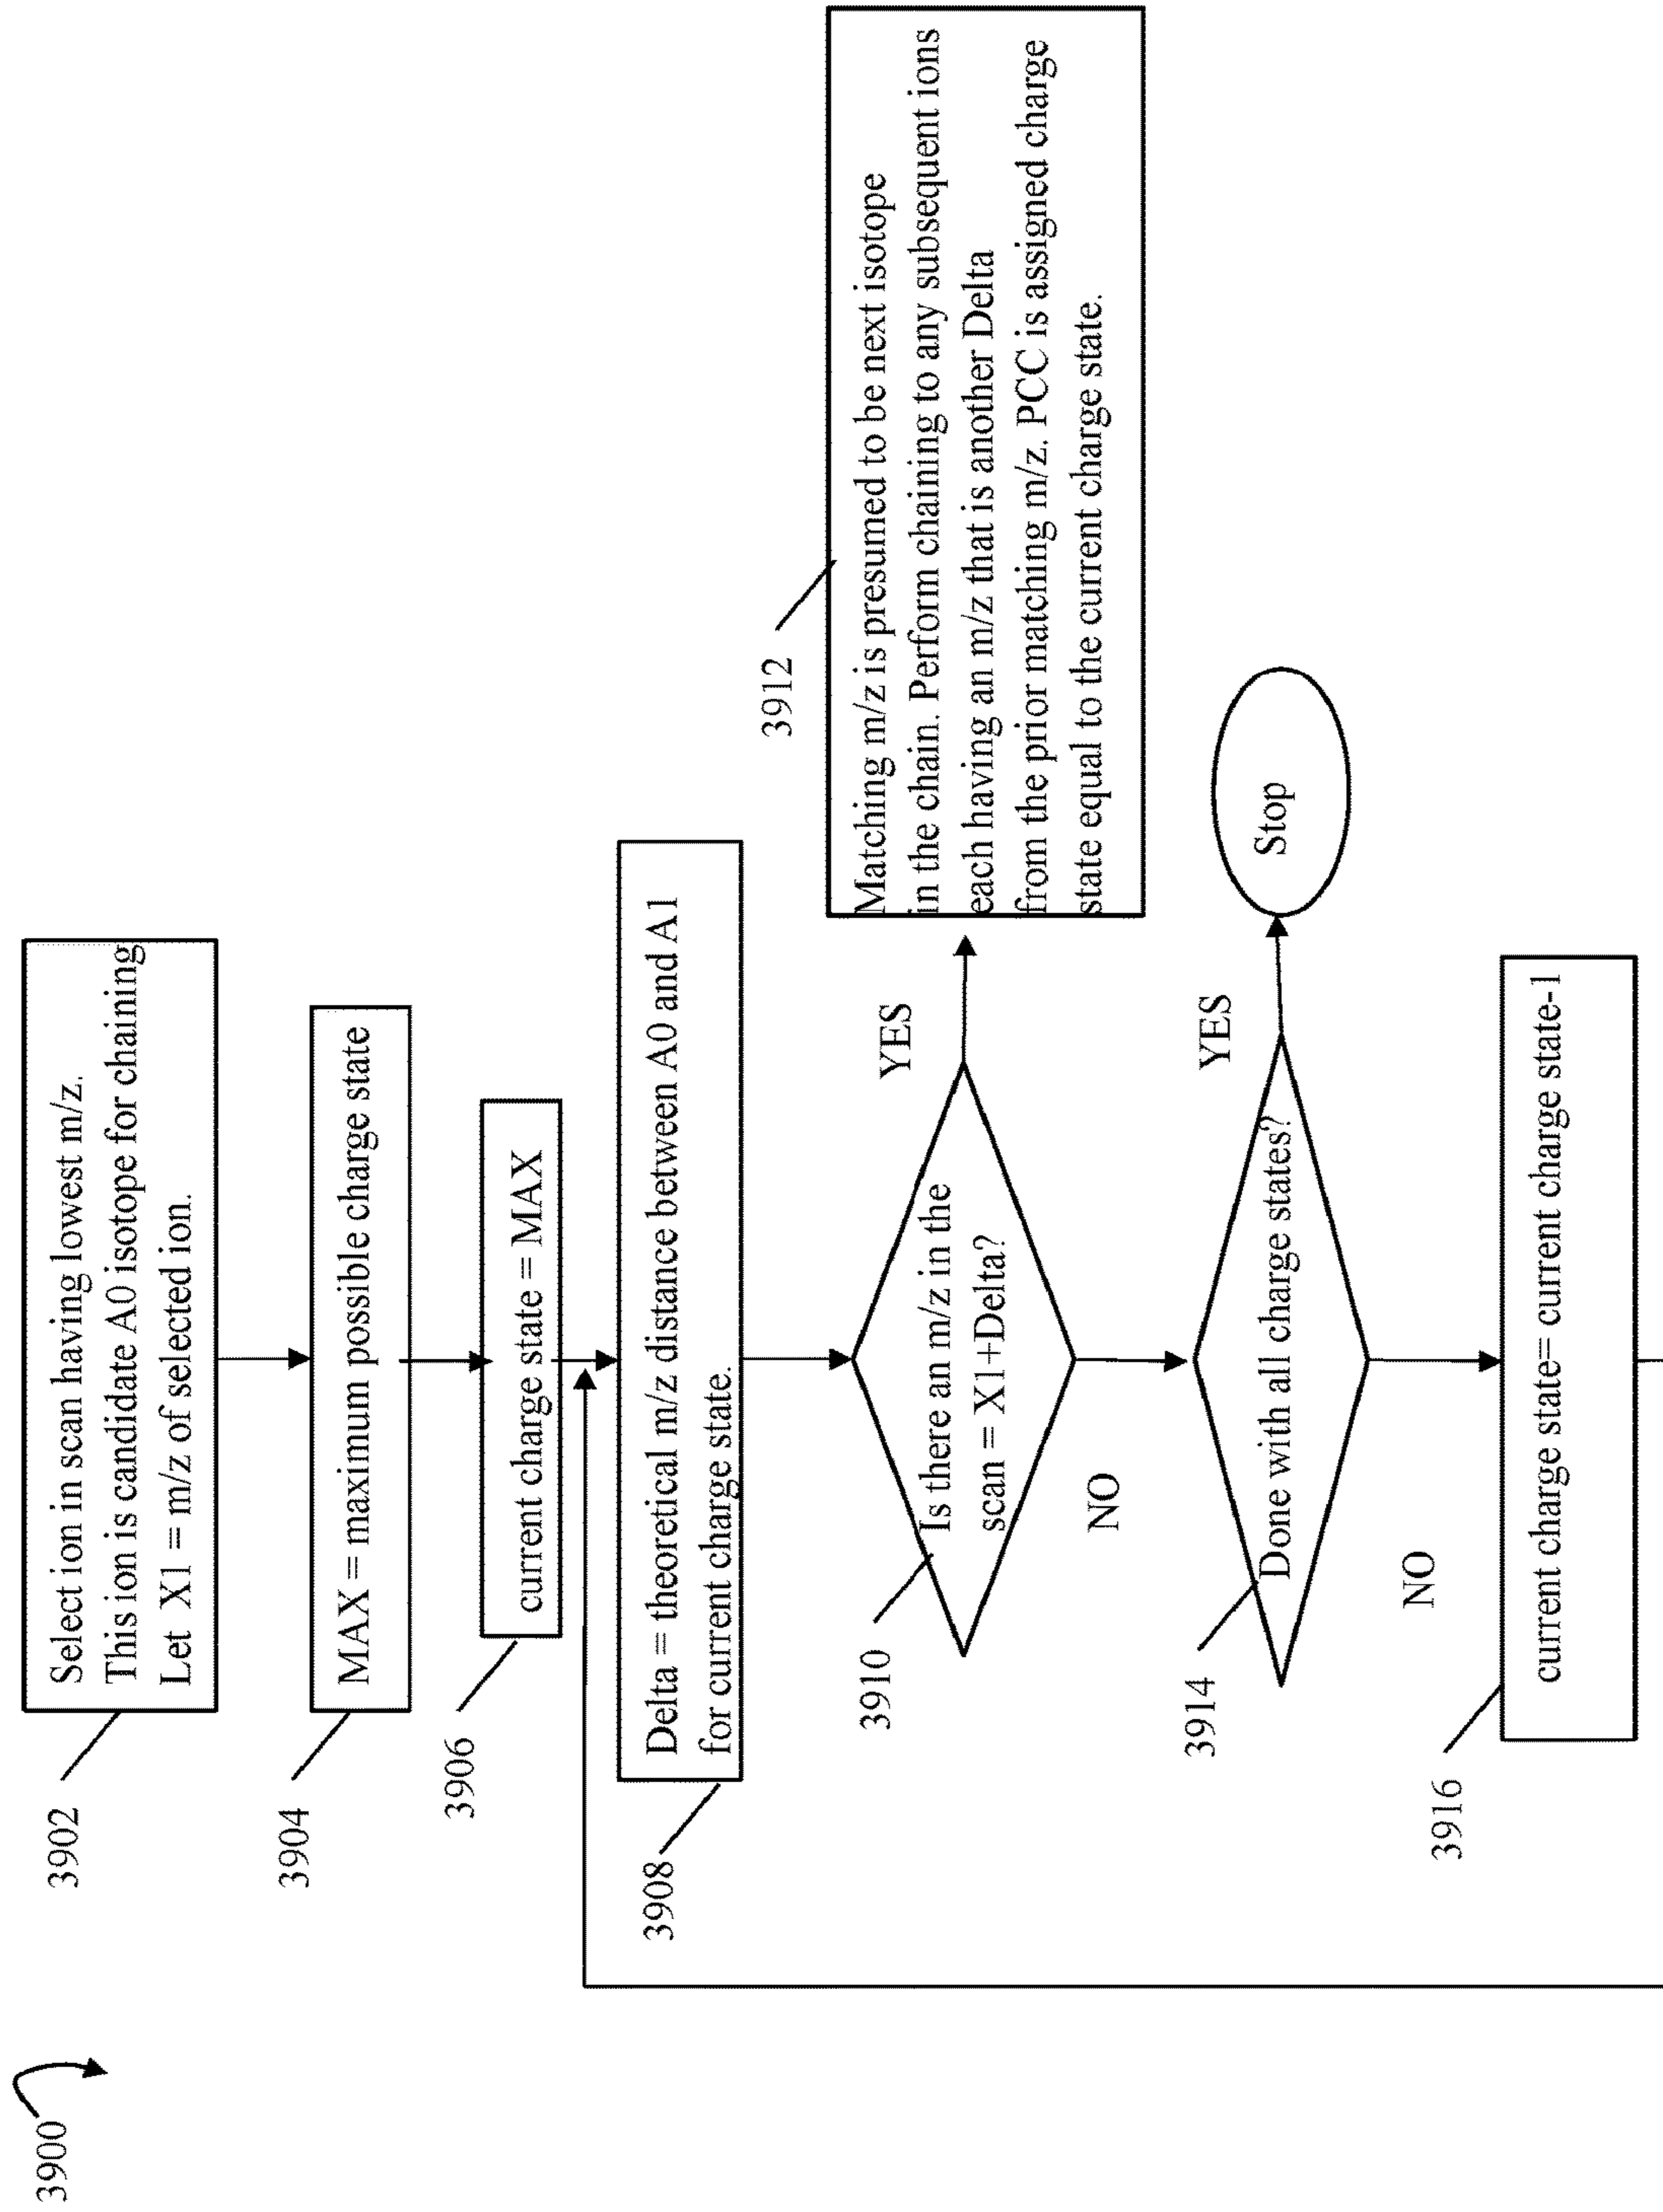 3900
3902
Select ion in scan having lowest m/z.
This ion is candidate A0 isotope for chaining
Let X1 = m/z of selected ion.
3904
MAX = maximum possible charge state
3906
current charge state = MAX
3908
Delta = theoretical m/z distance between A0 and A1
for current charge state.
3910
Is there an m/z in the
scan = X1+Delta?
YES
3912
Matching m/z is presumed to be next isotope
in the chain. Perform chaining to any subsequent ions
each having an m/z that is another Delta
from the prior matching m/z. PCC is assigned charge
state equal to the current charge state.
NO
3914
Done with all charge states?
YES
Stop
NO
3916
current charge state= current charge state-1